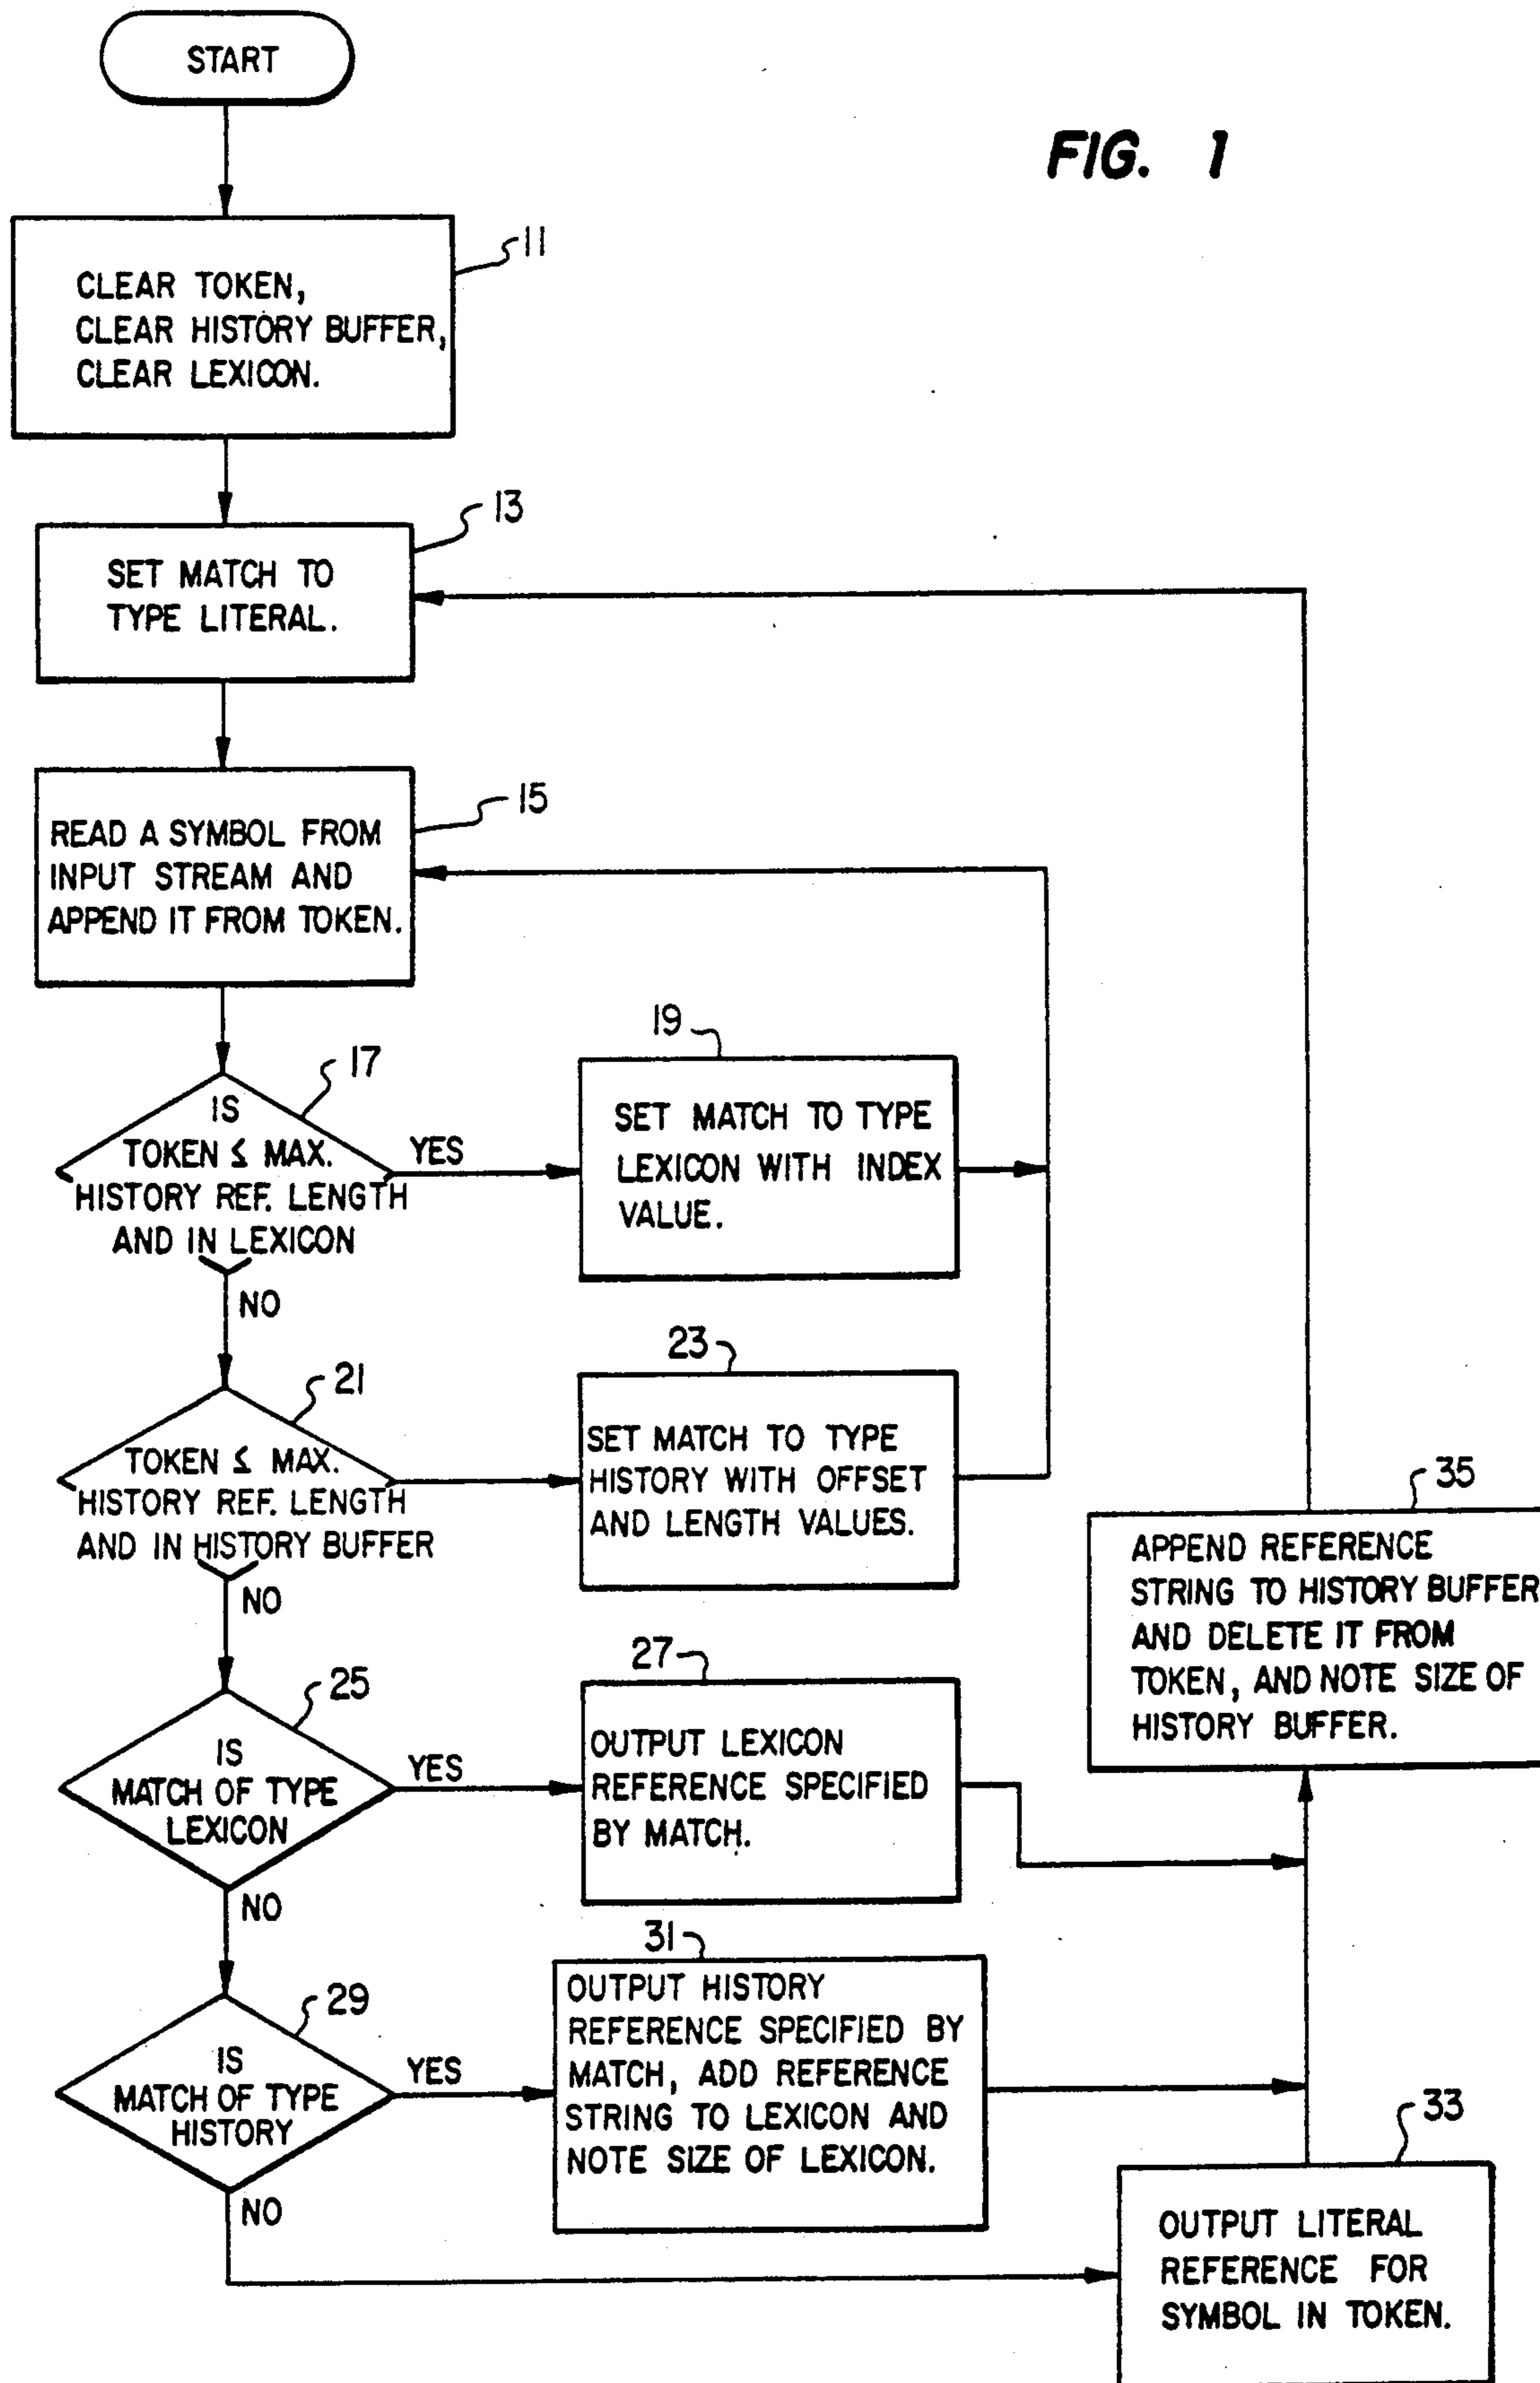 START
FIG. 1
11
CLEAR TOKEN,
CLEAR HISTORY BUFFER,
CLEAR LEXICON.
13
SET MATCH TO
TYPE LITERAL.
15
READ A SYMBOL FROM
INPUT STREAM AND
APPEND IT FROM TOKEN.
17
IS
TOKEN ≤ MAX.
HISTORY REF. LENGTH
AND IN LEXICON
YES
NO
19
SET MATCH TO TYPE
LEXICON WITH INDEX
VALUE.
21
TOKEN ≤ MAX.
HISTORY REF. LENGTH
AND IN HISTORY BUFFER
NO
23
SET MATCH TO TYPE
HISTORY WITH OFFSET
AND LENGTH VALUES.
35
APPEND REFERENCE
STRING TO HISTORY BUFFER
AND DELETE IT FROM
TOKEN, AND NOTE SIZE OF
HISTORY BUFFER.
25
IS
MATCH OF TYPE
LEXICON
YES
NO
27
OUTPUT LEXICON
REFERENCE SPECIFIED
BY MATCH.
29
IS
MATCH OF TYPE
HISTORY
YES
NO
31
OUTPUT HISTORY
REFERENCE SPECIFIED BY
MATCH, ADD REFERENCE
STRING TO LEXICON AND
NOTE SIZE OF LEXICON.
33
OUTPUT LITERAL
REFERENCE FOR
SYMBOL IN TOKEN.